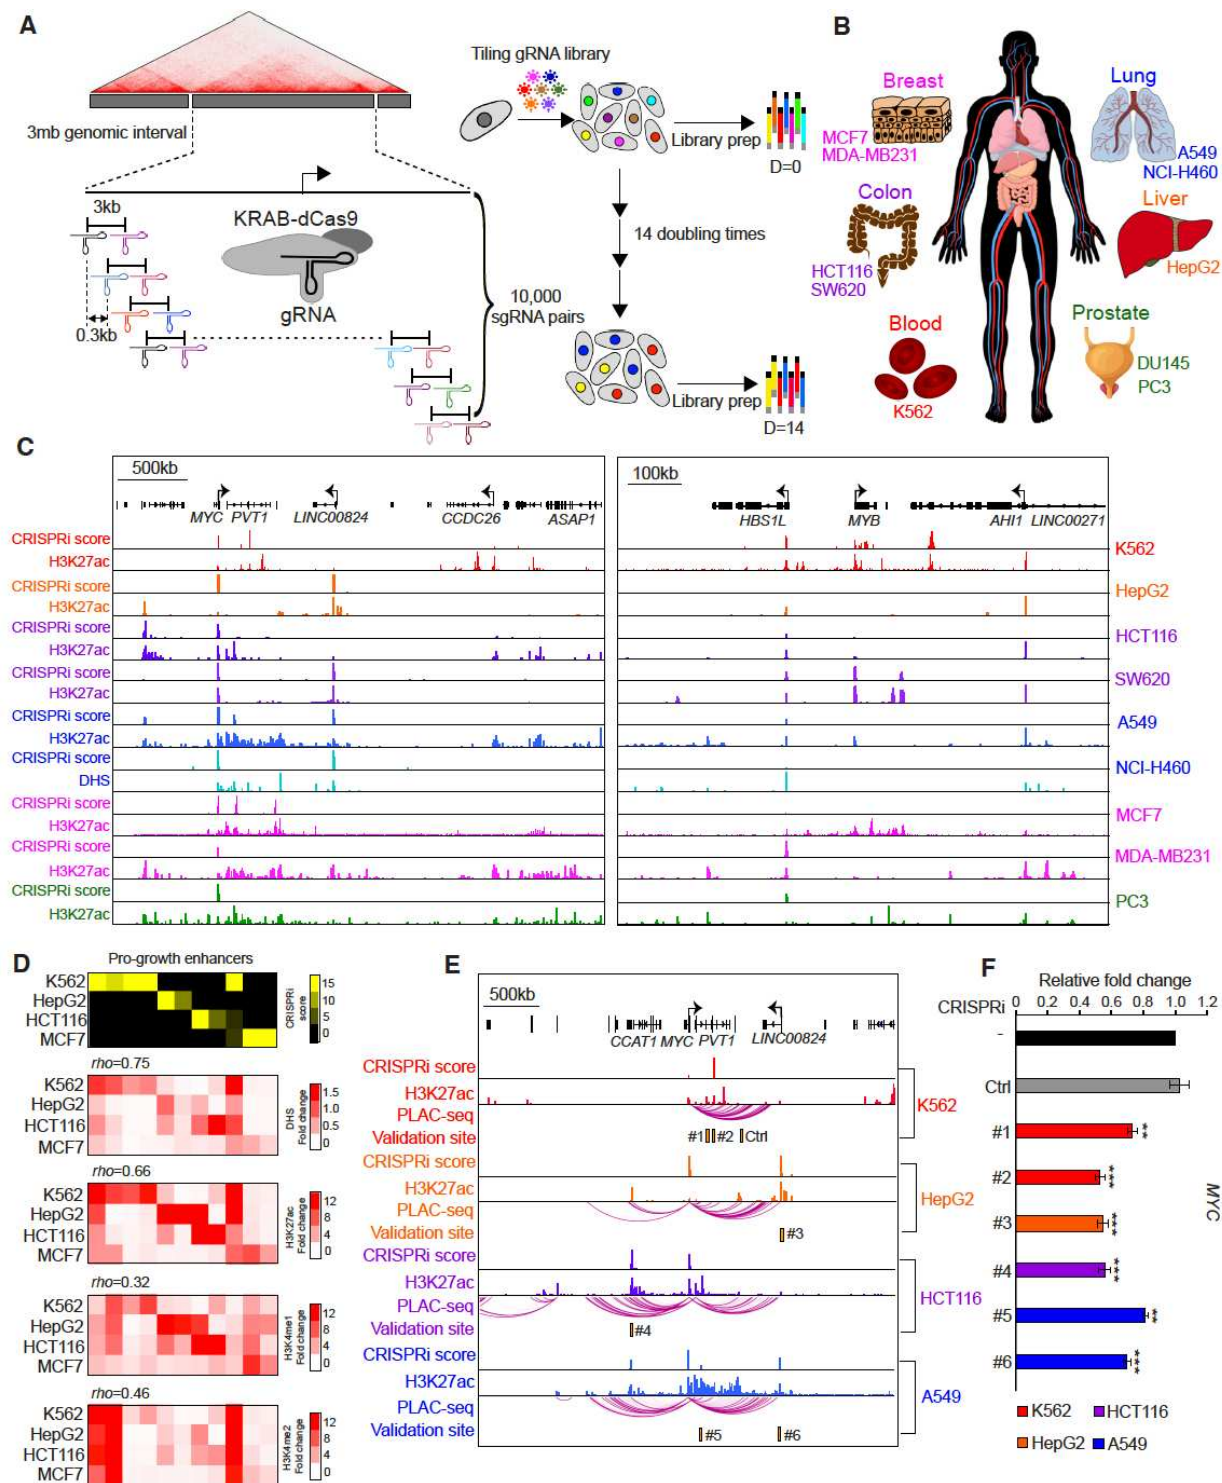 A
3mb genomic interval
3kb
0.3kb
KRAB-dCas9
gRNA
10,000
sgRNA pairs
Tiling gRNA library
Library prep
D=0
14 doubling times
Library prep
D=14
B
Breast
MCF7
MDA-MB231
Lung
A549
NCI-H460
Colon
HCT116
SW620
Liver
HepG2
Blood
K562
Prostate
DU145
PC3
C
500kb
MYC PVT1 LINC00824 CCDC26 ASAP1
100kb
HBS1L MYB AHI1 LINC00271
CRISPRi score
H3K27ac
K562
CRISPRi score
H3K27ac
HepG2
CRISPRi score
H3K27ac
HCT116
CRISPRi score
H3K27ac
SW620
CRISPRi score
H3K27ac
A549
CRISPRi score
DHS
NCI-H460
CRISPRi score
H3K27ac
MCF7
CRISPRi score
H3K27ac
MDA-MB231
CRISPRi score
H3K27ac
PC3
D
Pro-growth enhancers
K562
HepG2
HCT116
MCF7
CRISPRi
score
15
10
5
0
rho=0.75
K562
HepG2
HCT116
MCF7
DHS
Fold change
1.5
1.0
0.5
0
rho=0.66
K562
HepG2
HCT116
MCF7
H3K27ac
Fold change
12
8
4
0
rho=0.32
K562
HepG2
HCT116
MCF7
H3K4me1
Fold change
12
8
4
0
rho=0.46
K562
HepG2
HCT116
MCF7
H3K4me2
Fold change
12
8
4
0
E
500kb
CCAT1 MYC PVT1 LINC00824
CRISPRi score
H3K27ac
PLAC-seq
Validation site
#1 #2 Ctrl
K562
CRISPRi score
H3K27ac
PLAC-seq
Validation site
#3
HepG2
CRISPRi score
H3K27ac
PLAC-seq
Validation site
#4
HCT116
CRISPRi score
H3K27ac
PLAC-seq
Validation site
#5 #6
A549
F
Relative fold change
CRISPRi
0 0.2 0.4 0.6 0.8 1.0 1.2
-
Ctrl
#1 **
#2 ***
#3 ***
#4 ***
#5 **
#6 ***
MYC
K562 HCT116
HepG2 A549